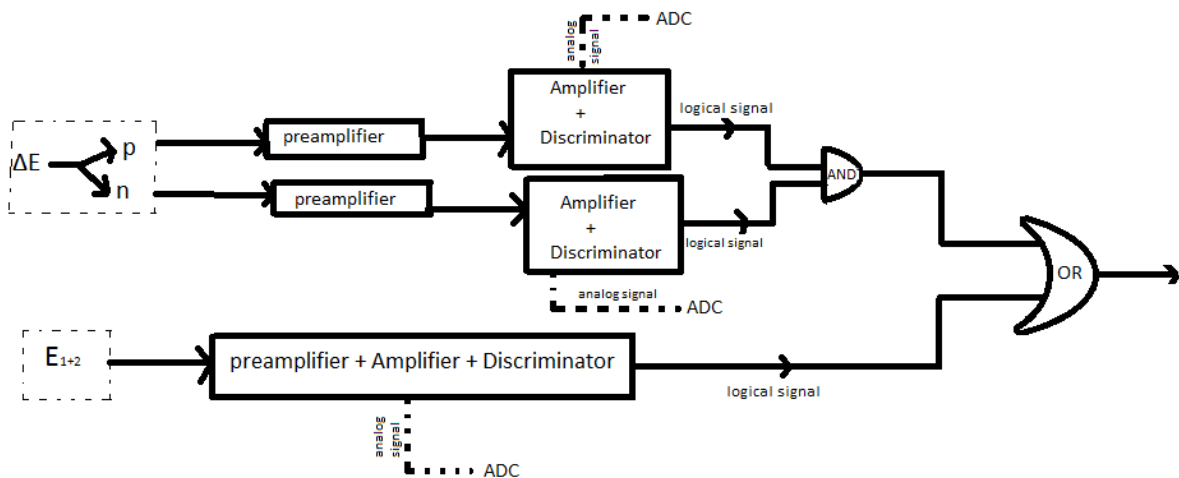 analog
signal
ADC
Amplifier
+
Discriminator
logical signal
preamplifier
ΔE
p
n
preamplifier
AND
Amplifier
+
Discriminator
logical signal
OR
analog signal
ADC
E1+2
preamplifier + Amplifier + Discriminator
logical signal
analog
signal
ADC